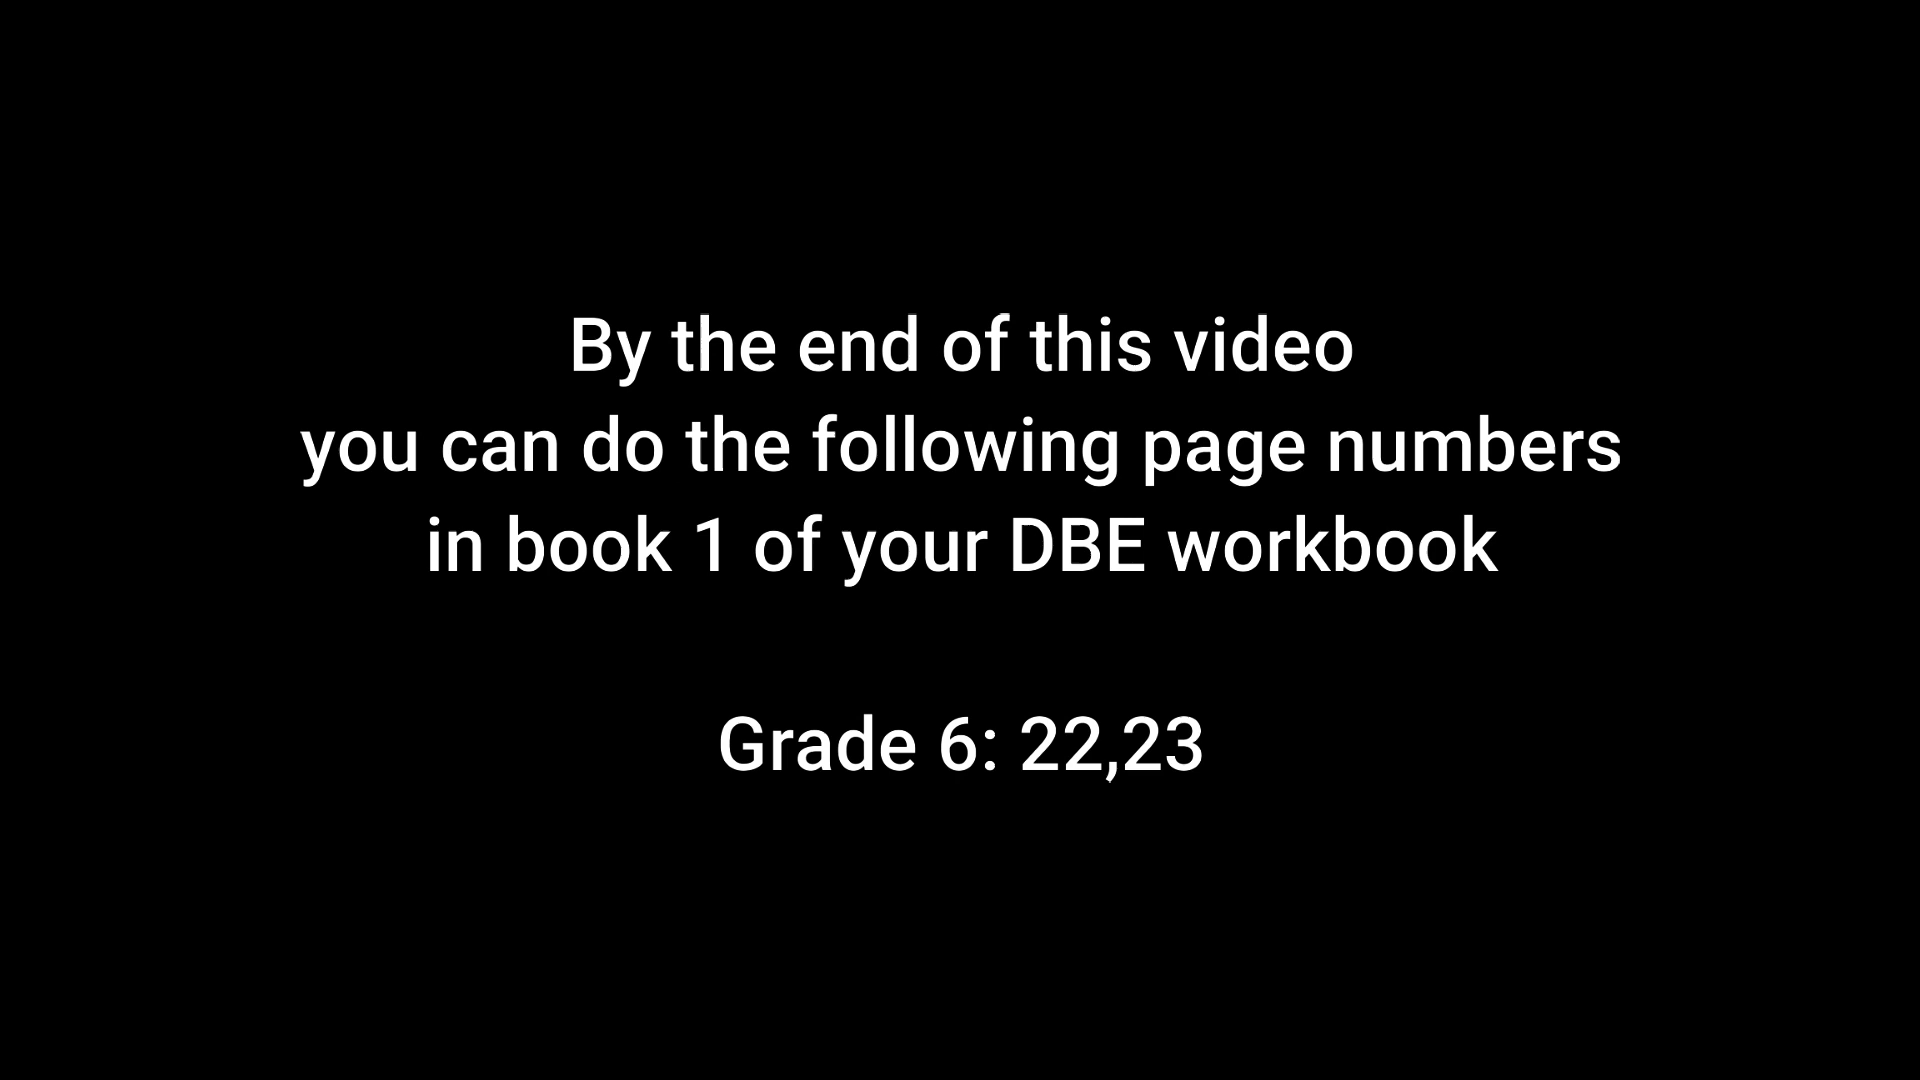 By the end of this video
you can do the following page numbers
in book 1 of your DBE workbook
Grade 6: 22,23